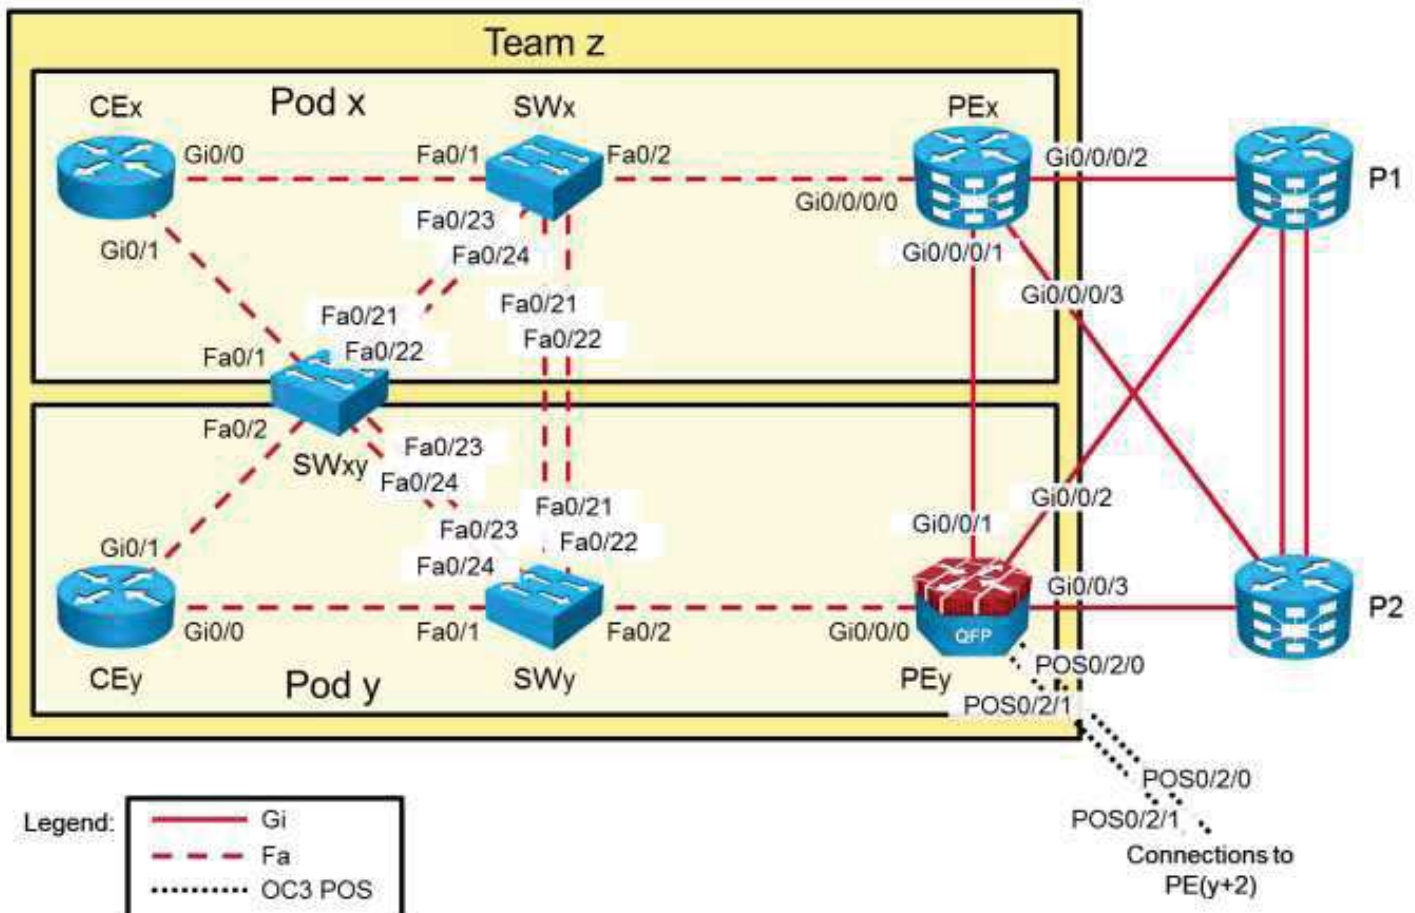 Team z
Pod x
CEx
SWx
PEx
Gi0/0
Fa0/1
Fa0/2
Gi0/0/0/2
P1
Gi0/0/0/0
Fa0/23
Gi0/1
Fa0/24
Gi0/0/0/1
Gi0/0/0/3
Fa0/21
Fa0/21
Fa0/22
Fa0/22
Fa0/1
Fa0/2
SWxy
Fa0/23
Fa0/24
Gi0/0/2
Fa0/21
Fa0/23
Gi0/0/1
Fa0/22
Gi0/1
Fa0/24
Gi0/0/3
P2
Gi0/0
Fa0/1
Fa0/2
Gi0/0/0
QFP
CEy
Pod y
SWy
PEy
POS0/2/0
POS0/2/1
POS0/2/0
POS0/2/1
Connections to
PE(y+2)
Legend:
Gi
Fa
OC3 POS